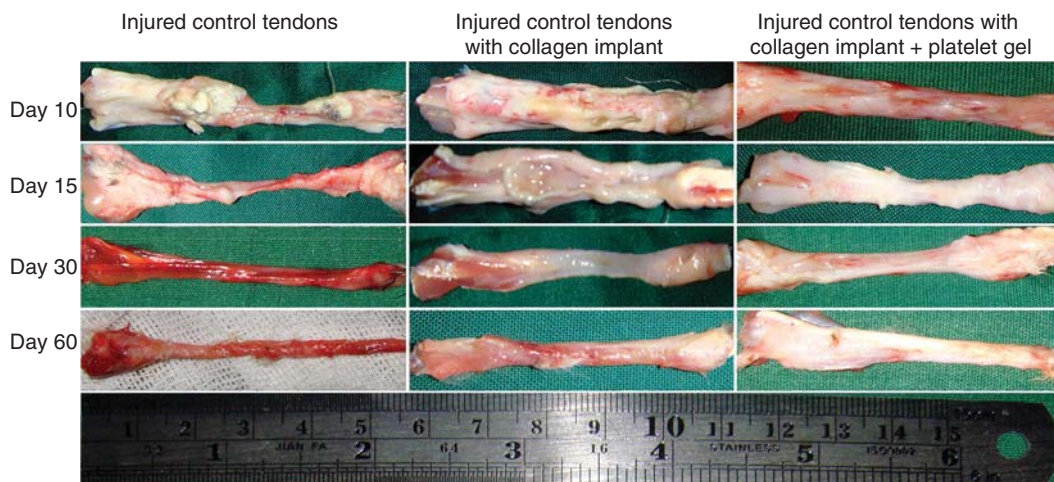 Injured control tendons
Injured control tendons
with collagen implant
Injured control tendons with
collagen implant + platelet gel
Day 10
Day 15
Day 30
Day 60
1 2 3 4 5 6 7 8 9 10 11 12 13 14 15
1 JIAN FA 2 64 3 16 4 STAINLESS 5 6